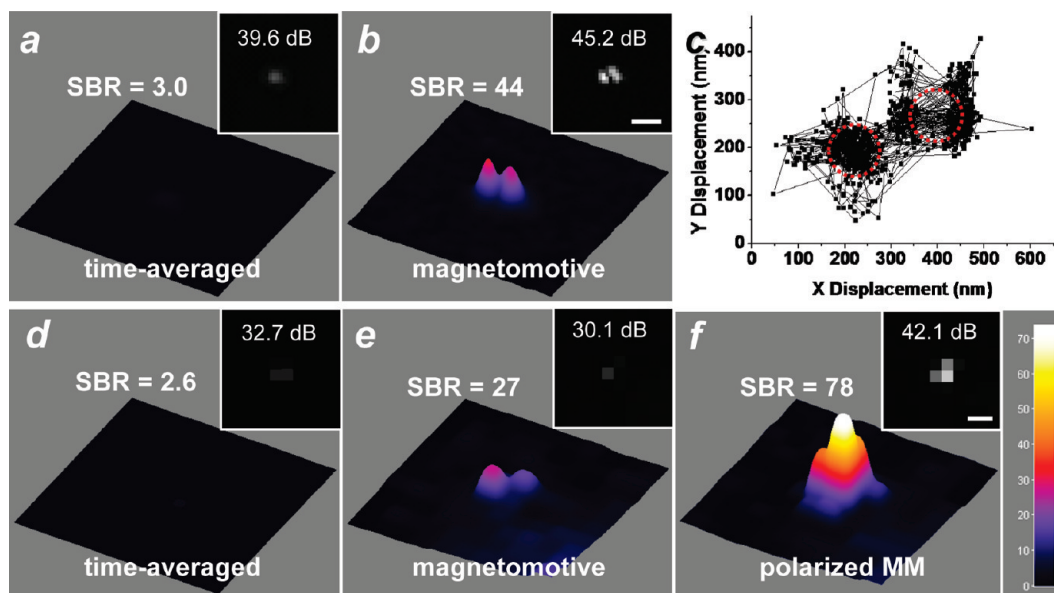 a
39.6 dB
SBR = 3.0
time-averaged
b
45.2 dB
SBR = 44
magnetomotive
c
Y Displacement (nm)
400
300
200
100
0
0 100 200 300 400 500 600
X Displacement (nm)
d
32.7 dB
SBR = 2.6
time-averaged
e
30.1 dB
SBR = 27
magnetomotive
f
42.1 dB
SBR = 78
polarized MM
70
60
50
40
30
20
10
0